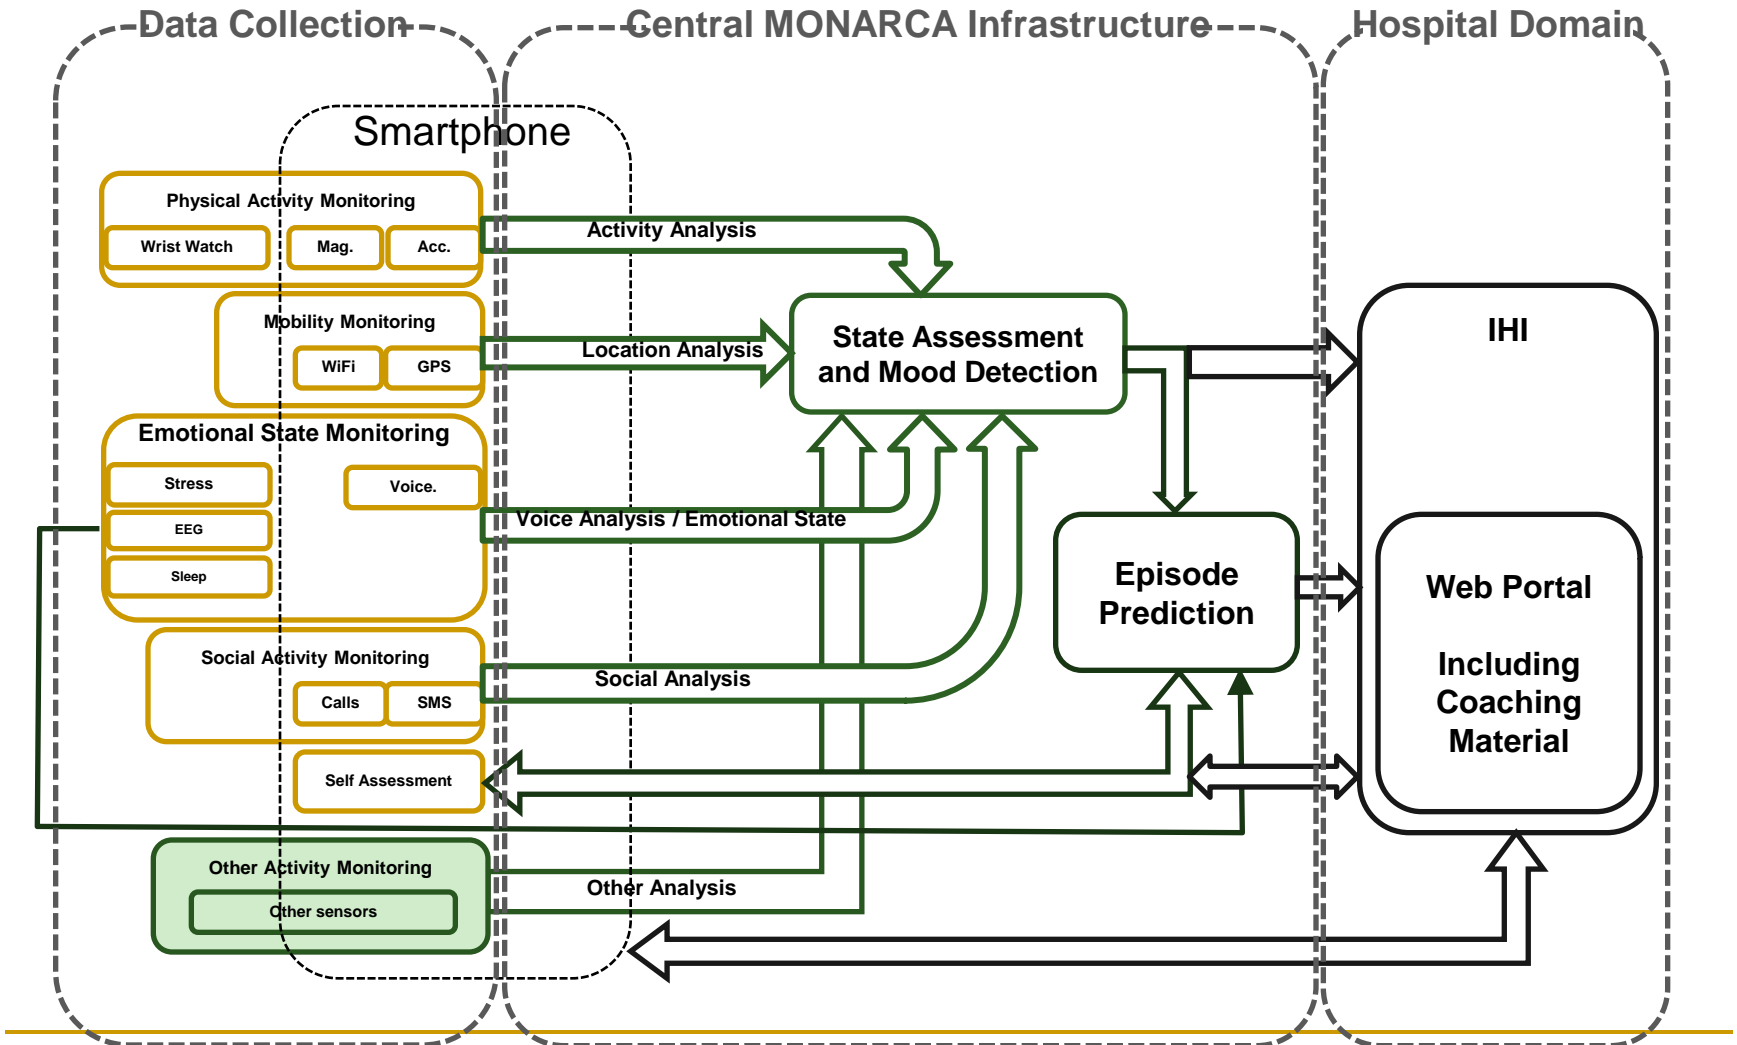 Data Collection
Central MONARCA Infrastructure
Hospital Domain
Smartphone
Physical Activity Monitoring
Wrist Watch
Mag.
Acc.
Activity Analysis
Mobility Monitoring
WiFi
GPS
Location Analysis
State Assessment
and Mood Detection
IHI
Emotional State Monitoring
Stress
Voice.
EEG
Sleep
Voice Analysis / Emotional State
Episode
Prediction
Web Portal
Including
Coaching
Material
Social Activity Monitoring
Calls
SMS
Social Analysis
Self Assessment
Other Activity Monitoring
Other sensors
Other Analysis